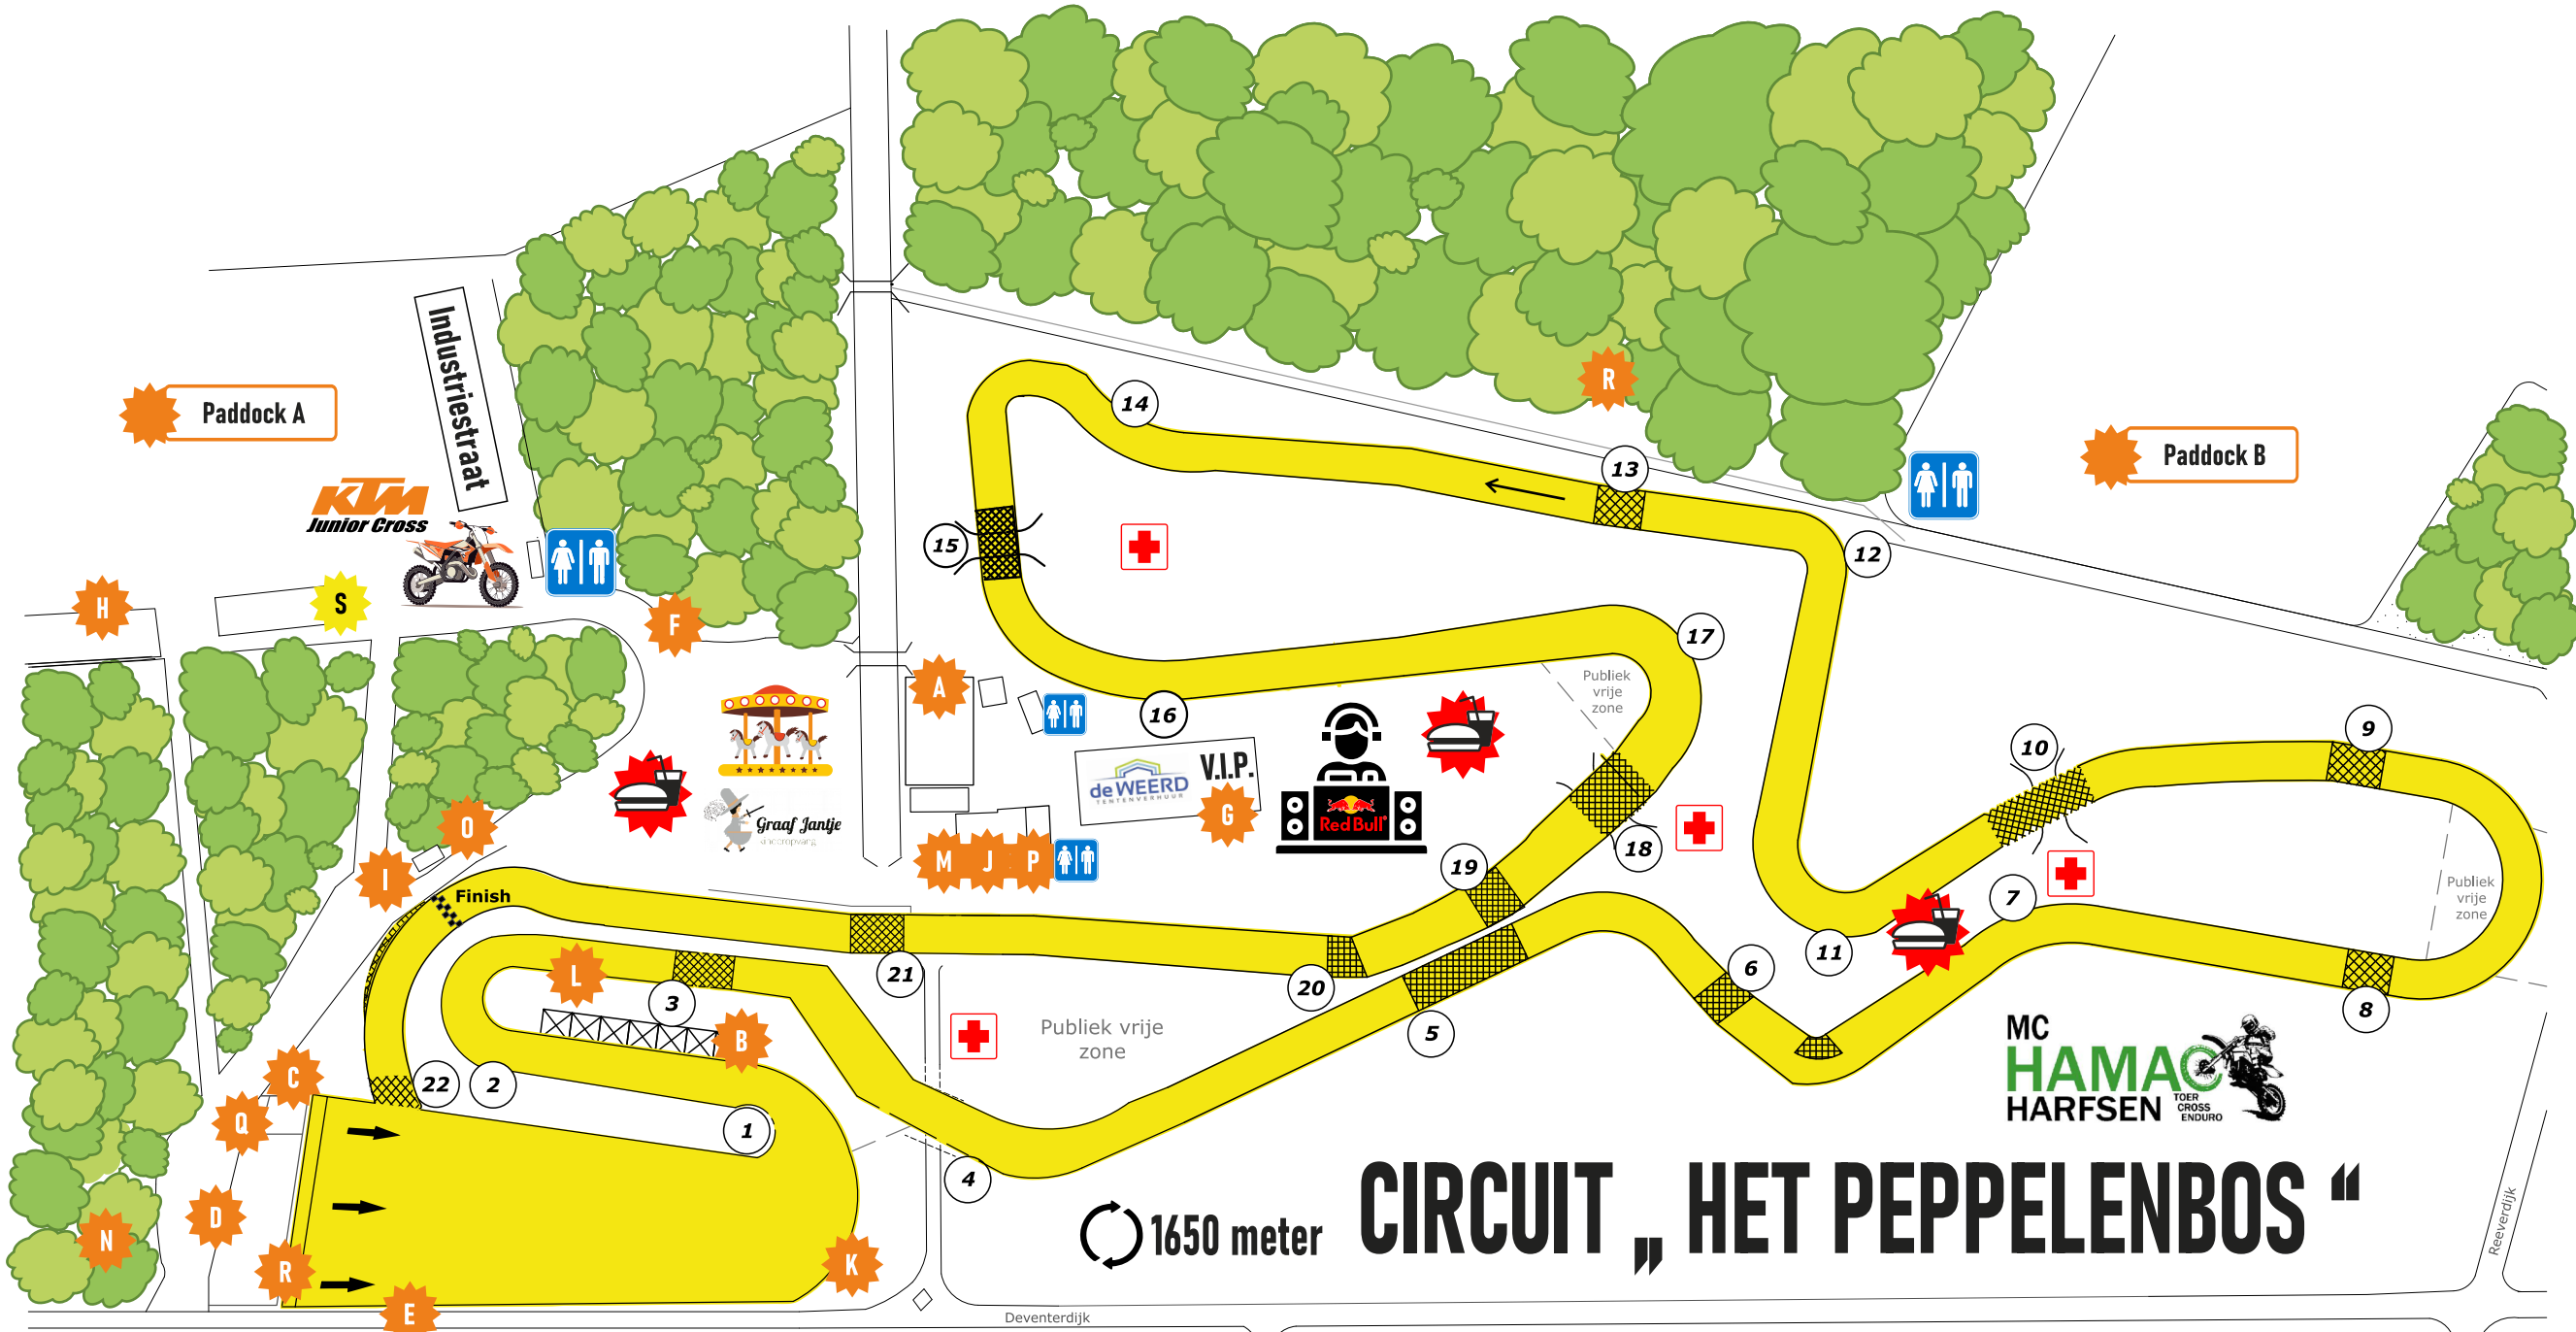 Industriestraat
Paddock A
KTM
Junior Cross
R
Paddock B
14
13
15
12
H
S
F
17
A
16
Publiek
vrije
zone
9
10
de WEERD
TENTENVERHUUR
V.I.P.
G
Red Bull
Graaf Jantje
kinderopvang
O
M
J
P
I
19
18
Finish
7
Publiek
vrije
zone
11
L
3
21
20
6
B
Publiek vrije
zone
5
8
C
22
2
Q
1
4
MC
HAMAC
HARFSEN
TOER
CROSS
ENDURO
D
N
R
K
E
1650 meter
CIRCUIT „ HET PEPPELENBOS “
Reeverdijk
Deventerdijk